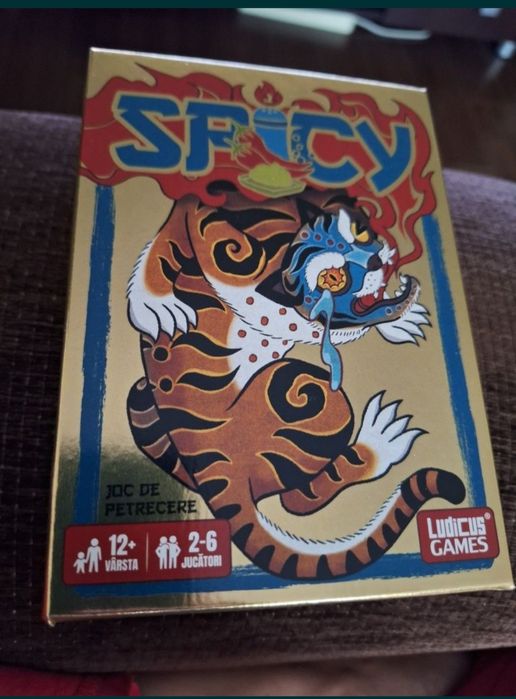 SPICY
JOC DE
PETRECERE
12+
VÂRSTA
2-6
JUCĂTORI
LUDICUS®
GAMES